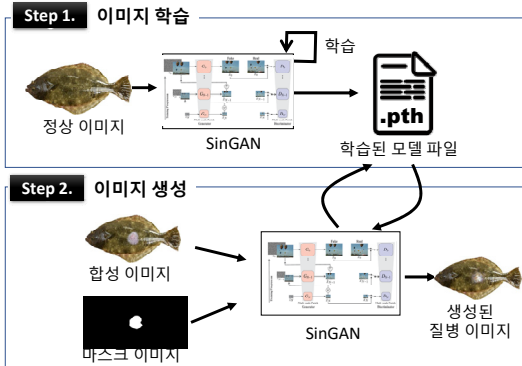 Step 1. 이미지 학습
학습
정상 이미지
SinGAN
.pth
학습된 모델 파일
Step 2. 이미지 생성
합성 이미지
마스크 이미지
SinGAN
생성된
질병 이미지